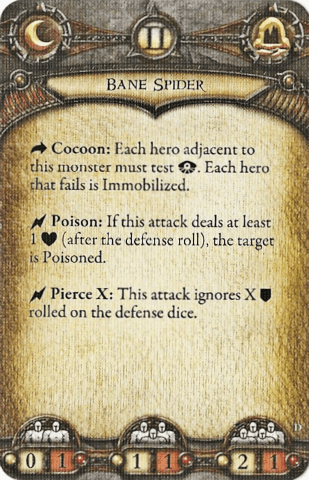 II
BANE SPIDER
Cocoon: Each hero adjacent to
this monster must test . Each hero
that fails is Immobilized.
Poison: If this attack deals at least
1 (after the defense roll), the target
is Poisoned.
Pierce X: This attack ignores X
rolled on the defense dice.
D
0 1 1 1 2 1